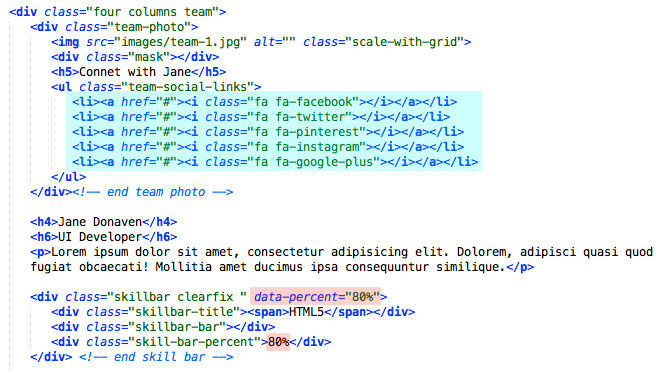 <div class="four columns team">
<div class="team-photo">
<img src="images/team-1.jpg" alt="" class="scale-with-grid">
<div class="mask"></div>
<h5>Connet with Jane</h5>
<ul class="team-social-links">
<li><a href="#"><i class="fa fa-facebook"></i></a></li>
<li><a href="#"><i class="fa fa-twitter"></i></a></li>
<li><a href="#"><i class="fa fa-pinterest"></i></a></li>
<li><a href="#"><i class="fa fa-instagram"></i></a></li>
<li><a href="#"><i class="fa fa-google-plus"></i></a></li>
</ul>
</div><!-- end team photo -->
<h4>Jane Donaven</h4>
<h6>UI Developer</h6>
<p>Lorem ipsum dolor sit amet, consectetur adipisicing elit. Dolorem, adipisci quasi quod
fugiat obcaecati! Mollitia amet ducimus ipsa consequuntur similique.</p>
<div class="skillbar clearfix " data-percent="80%">
<div class="skillbar-title"><span>HTML5</span></div>
<div class="skillbar-bar"></div>
<div class="skill-bar-percent">80%</div>
</div> <!-- end skill bar -->